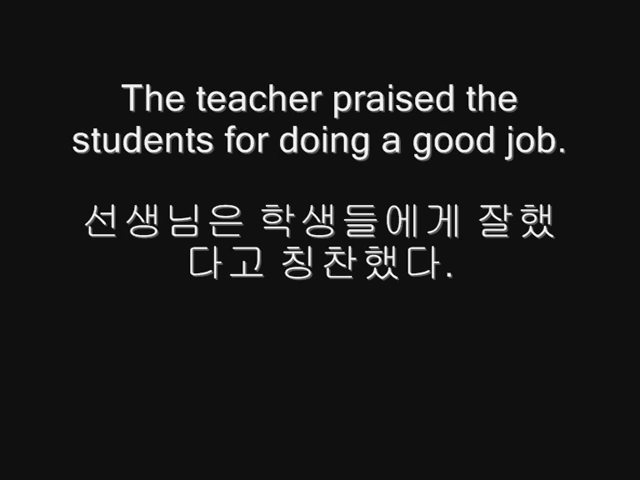 The teacher praised the
students for doing a good job.
선생님은 학생들에게 잘했
다고 칭찬했다.